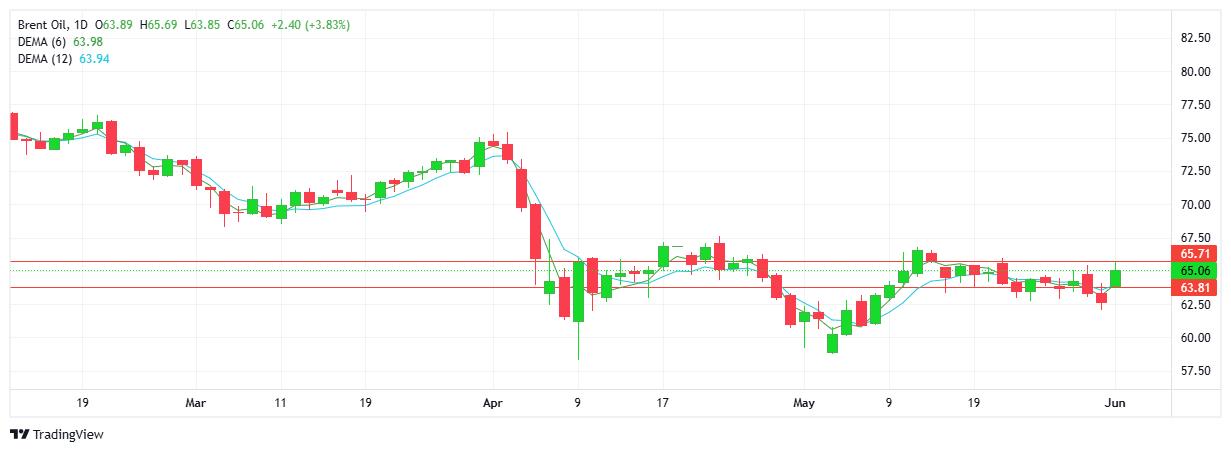 Brent Oil, 1D O63.89 H65.69 L63.85 C65.06 +2.40 (+3.83%)
DEMA (6) 63.98
DEMA (12) 63.94
82.50
80.00
77.50
75.00
72.50
70.00
67.50
65.71
65.06
63.81
62.50
60.00
57.50
19 Mar 11 19 Apr 9 17 May 9 19 Jun
TradingView